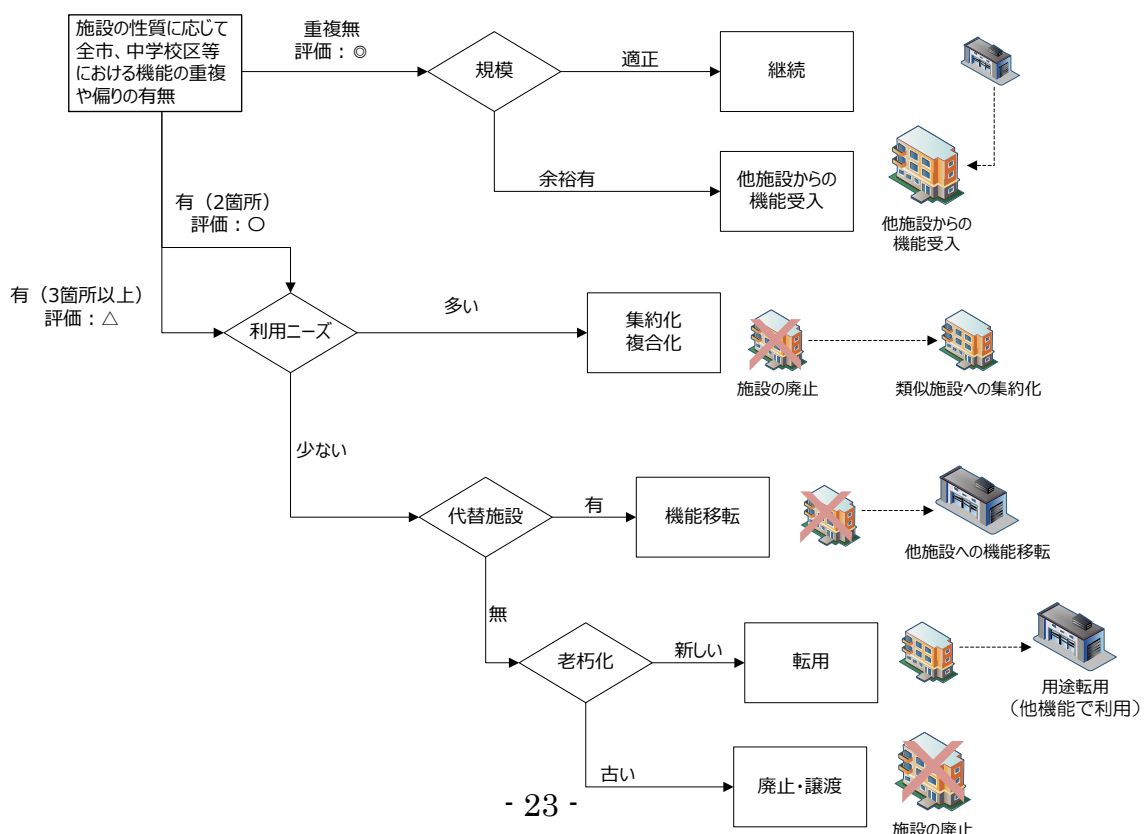 施設の性質に応じて
全市、中学校区等
における機能の重複
や偏りの有無
重複無
評価：◎
規模
適正
継続
余裕有
他施設からの
機能受入
他施設からの
機能受入
有（2箇所）
評価：〇
有（3箇所以上）
評価：△
利用ニーズ
多い
集約化
複合化
施設の廃止
類似施設への集約化
少ない
代替施設
有
機能移転
他施設への機能移転
無
老朽化
新しい
転用
用途転用
（他機能で利用）
古い
廃止・譲渡
施設の廃止
- 23 -